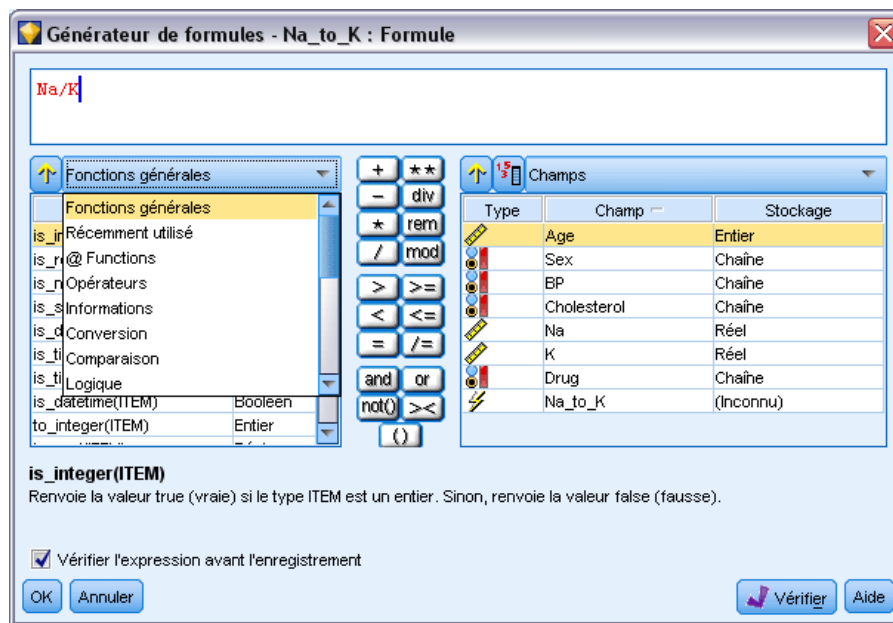 Générateur de formules - Na_to_K : Formule
Na/K
Fonctions générales
Fonctions générales
Récemment utilisé
@ Functions
Opérateurs
Informations
Conversion
Comparaison
Logique
is_datetime(ITEM) Booléen
to_integer(ITEM) Entier
+ **
- div
* rem
/ mod
> >=
< <=
= /=
and or
not() ><
()
Champs
Type Champ Stockage
Age Entier
Sex Chaîne
BP Chaîne
Cholesterol Chaîne
Na Réel
K Réel
Drug Chaîne
Na_to_K (Inconnu)
is_integer(ITEM)
Renvoie la valeur true (vraie) si le type ITEM est un entier. Sinon, renvoie la valeur false (fausse).
Vérifier l'expression avant l'enregistrement
OK Annuler Vérifier Aide